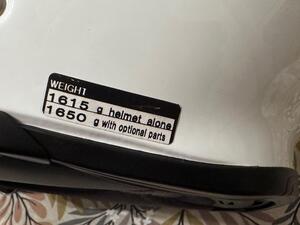 WEIGHT
1615 g helmet alone
1650 g with optional parts